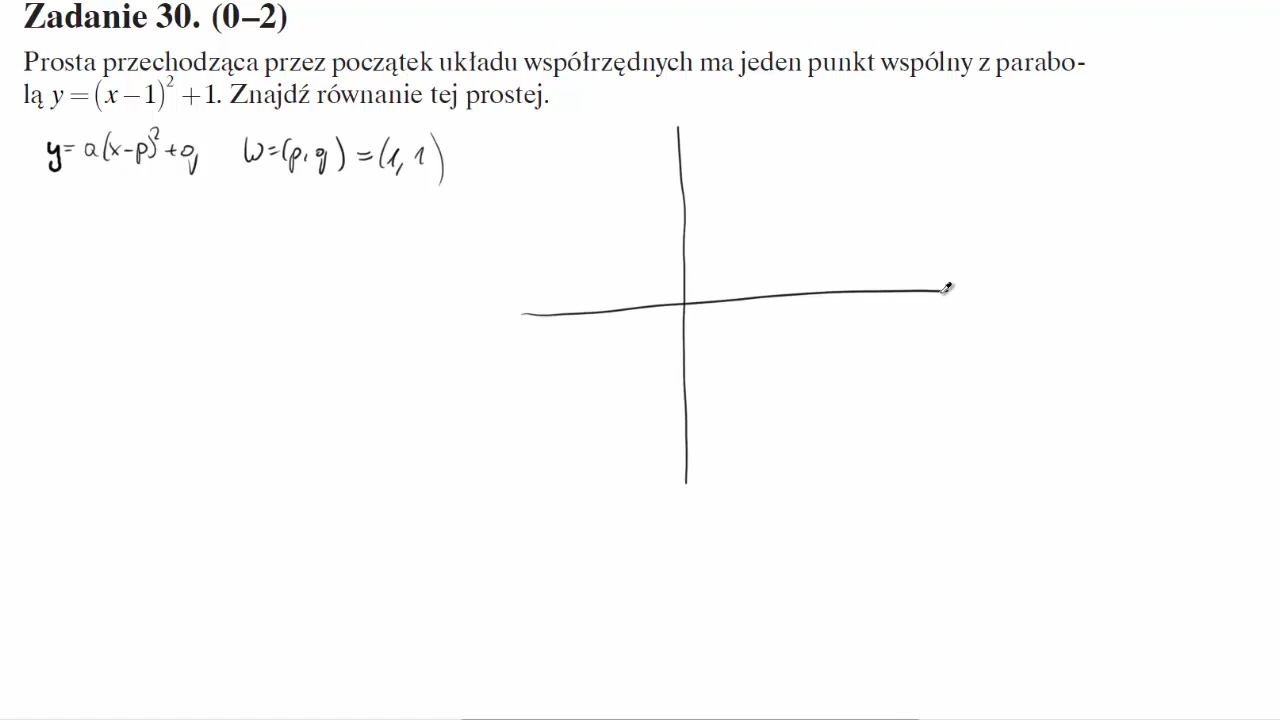 Zadanie 30. (0–2)
Prosta przechodząca przez początek układu współrzędnych ma jeden punkt wspólny z parabo-
lą y=(x−1)²+1. Znajdź równanie tej prostej.
y=a(x-p)²+q W=(p,q)=(1,1)